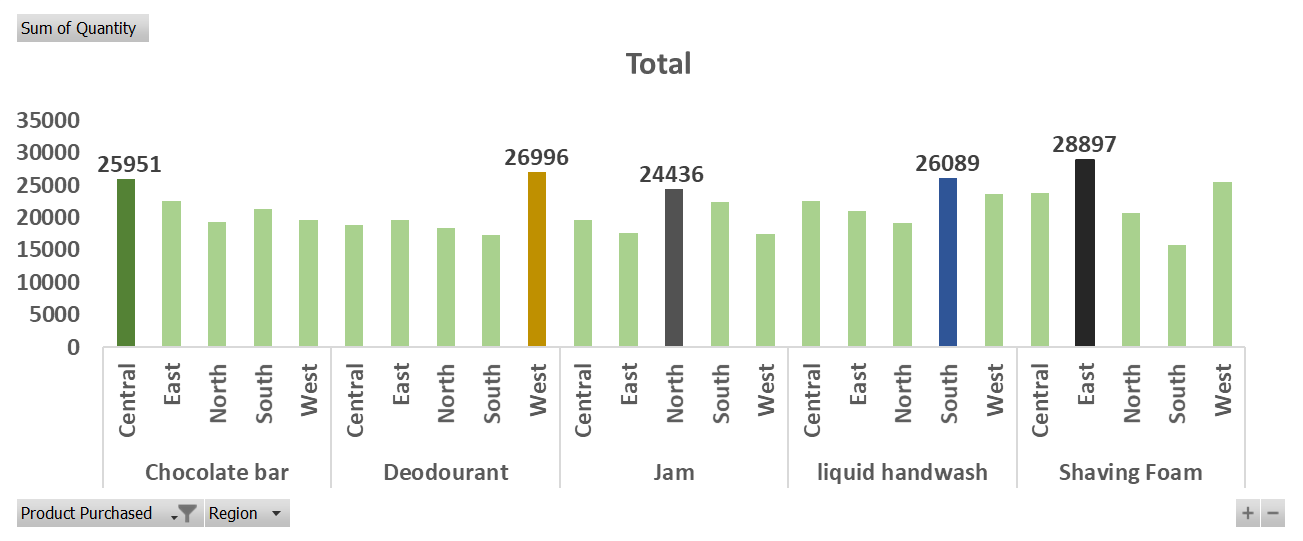 Sum of Quantity
Total
35000
30000
25000
20000
15000
10000
5000
0
25951
26996
24436
26089
28897
Central East North South West Central East North South West Central East North South West Central East North South West Central East North South West
Chocolate bar Deodourant Jam liquid handwash Shaving Foam
Product Purchased Region
+ −